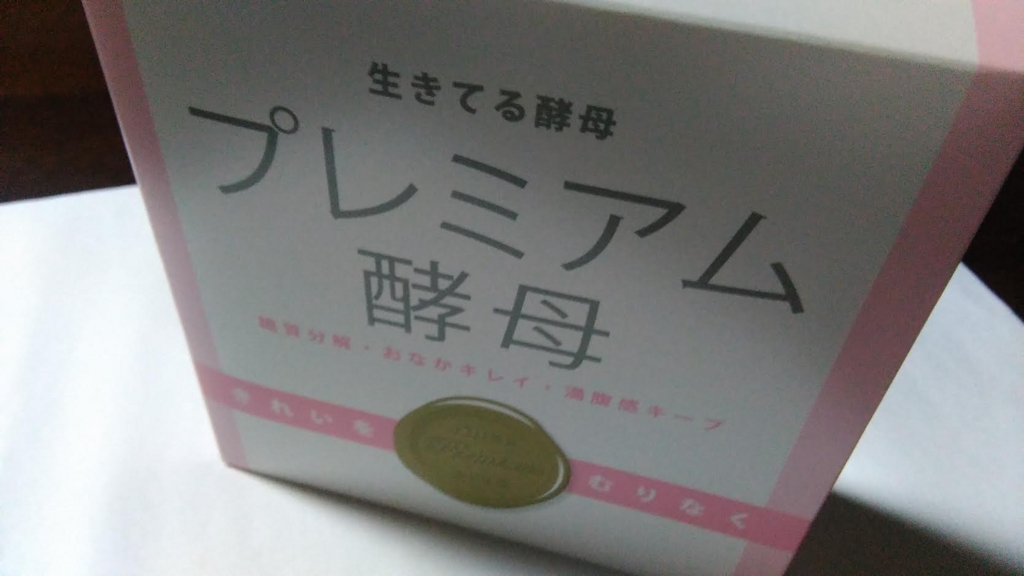 生きてる酵母
プレミアム
酵母
糖質分解・おなかキレイ・満腹感キープ
きれいを
むりなく